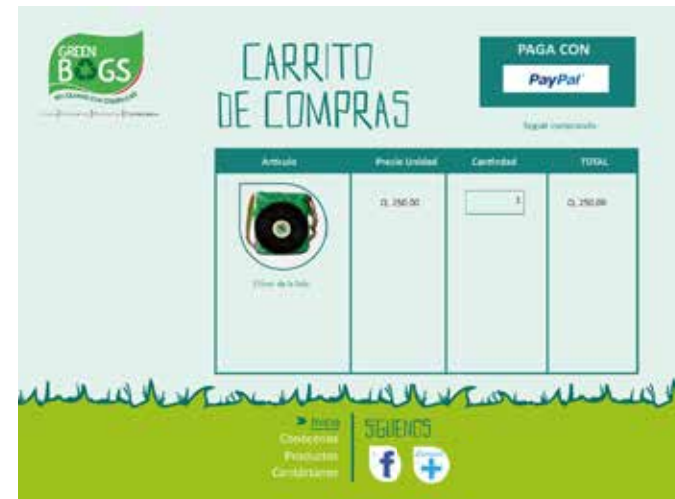 GREEN
BAGS
CARRITO
DE COMPRAS
PAGA CON
PayPal
Seguir comprando
Artículo
Precio Unidad
Cantidad
TOTAL
Q. 250.00
1
Q. 250.00
Inicio
Conócenos
Productos
Contáctanos
SÍGUENOS
f